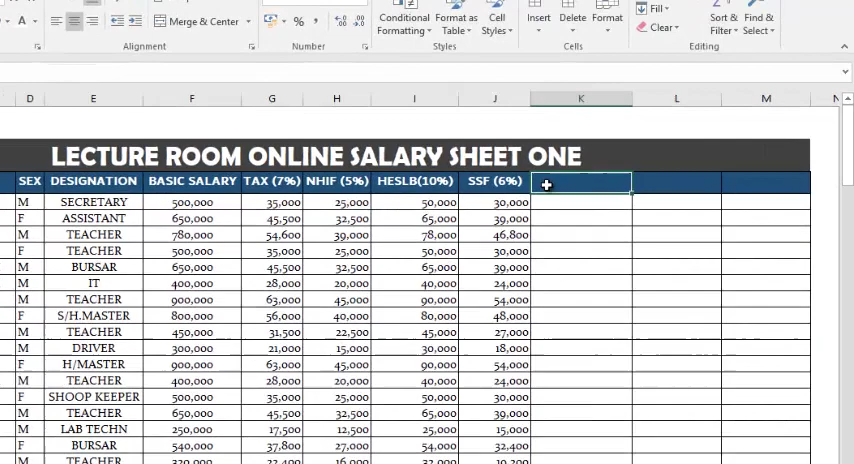 A Merge & Center % , Conditional Formatting Format as Table Cell Styles Insert Delete Format Fill Clear Sort & Filter Find & Select
Alignment Number Styles Cells Editing
D E F G H I J K L M N
LECTURE ROOM ONLINE SALARY SHEET ONE
SEX DESIGNATION BASIC SALARY TAX (7%) NHIF (5%) HESLB(10%) SSF (6%)
M SECRETARY 500,000 35,000 25,000 50,000 30,000
F ASSISTANT 650,000 45,500 32,500 65,000 39,000
M TEACHER 780,000 54,600 39,000 78,000 46,800
F TEACHER 500,000 35,000 25,000 50,000 30,000
M BURSAR 650,000 45,500 32,500 65,000 39,000
M IT 400,000 28,000 20,000 40,000 24,000
M TEACHER 900,000 63,000 45,000 90,000 54,000
F S/H.MASTER 800,000 56,000 40,000 80,000 48,000
M TEACHER 450,000 31,500 22,500 45,000 27,000
M DRIVER 300,000 21,000 15,000 30,000 18,000
F H/MASTER 900,000 63,000 45,000 90,000 54,000
M TEACHER 400,000 28,000 20,000 40,000 24,000
F SHOOP KEEPER 500,000 35,000 25,000 50,000 30,000
M TEACHER 650,000 45,500 32,500 65,000 39,000
M LAB TECHN 250,000 17,500 12,500 25,000 15,000
F BURSAR 540,000 37,800 27,000 54,000 32,400
M TEACHER 320,000 22,400 16,000 32,000 19,200